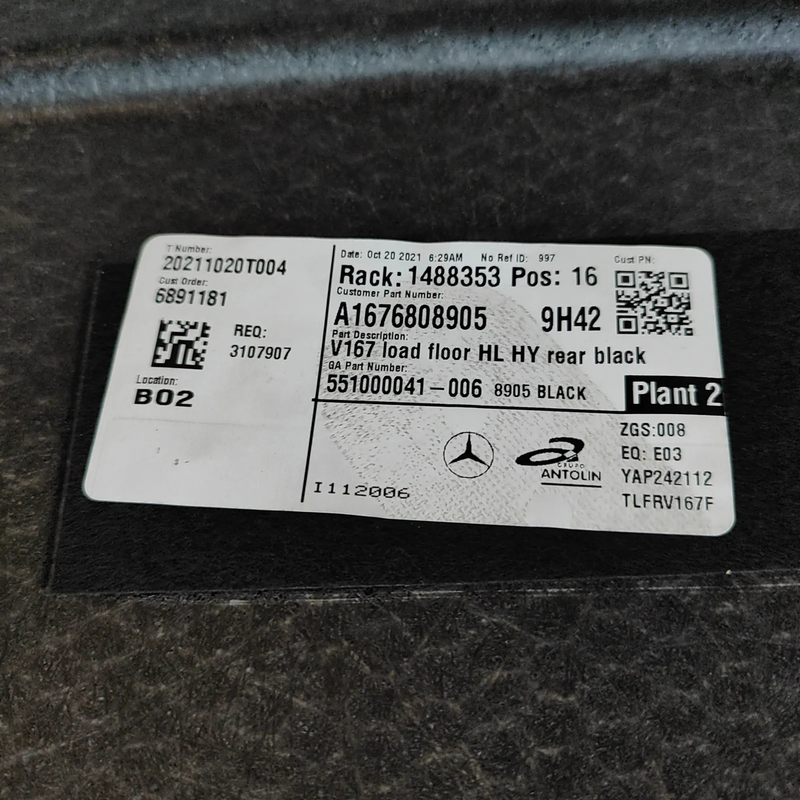 T Number:
20211020T004
Cust Order:
6891181
REQ:
3107907
Location:
B02
Date: Oct 20 2021 6:29AM No Ref ID: 997
Rack: 1488353 Pos: 16
Customer Part Number:
A1676808905 9H42
Part Description:
V167 load floor HL HY rear black
GA Part Number:
551000041-006 8905 BLACK
Cust PN:
Plant 2
GRUPO
ANTOLIN
I112006
ZGS:008
EQ: E03
YAP242112
TLFRV167F